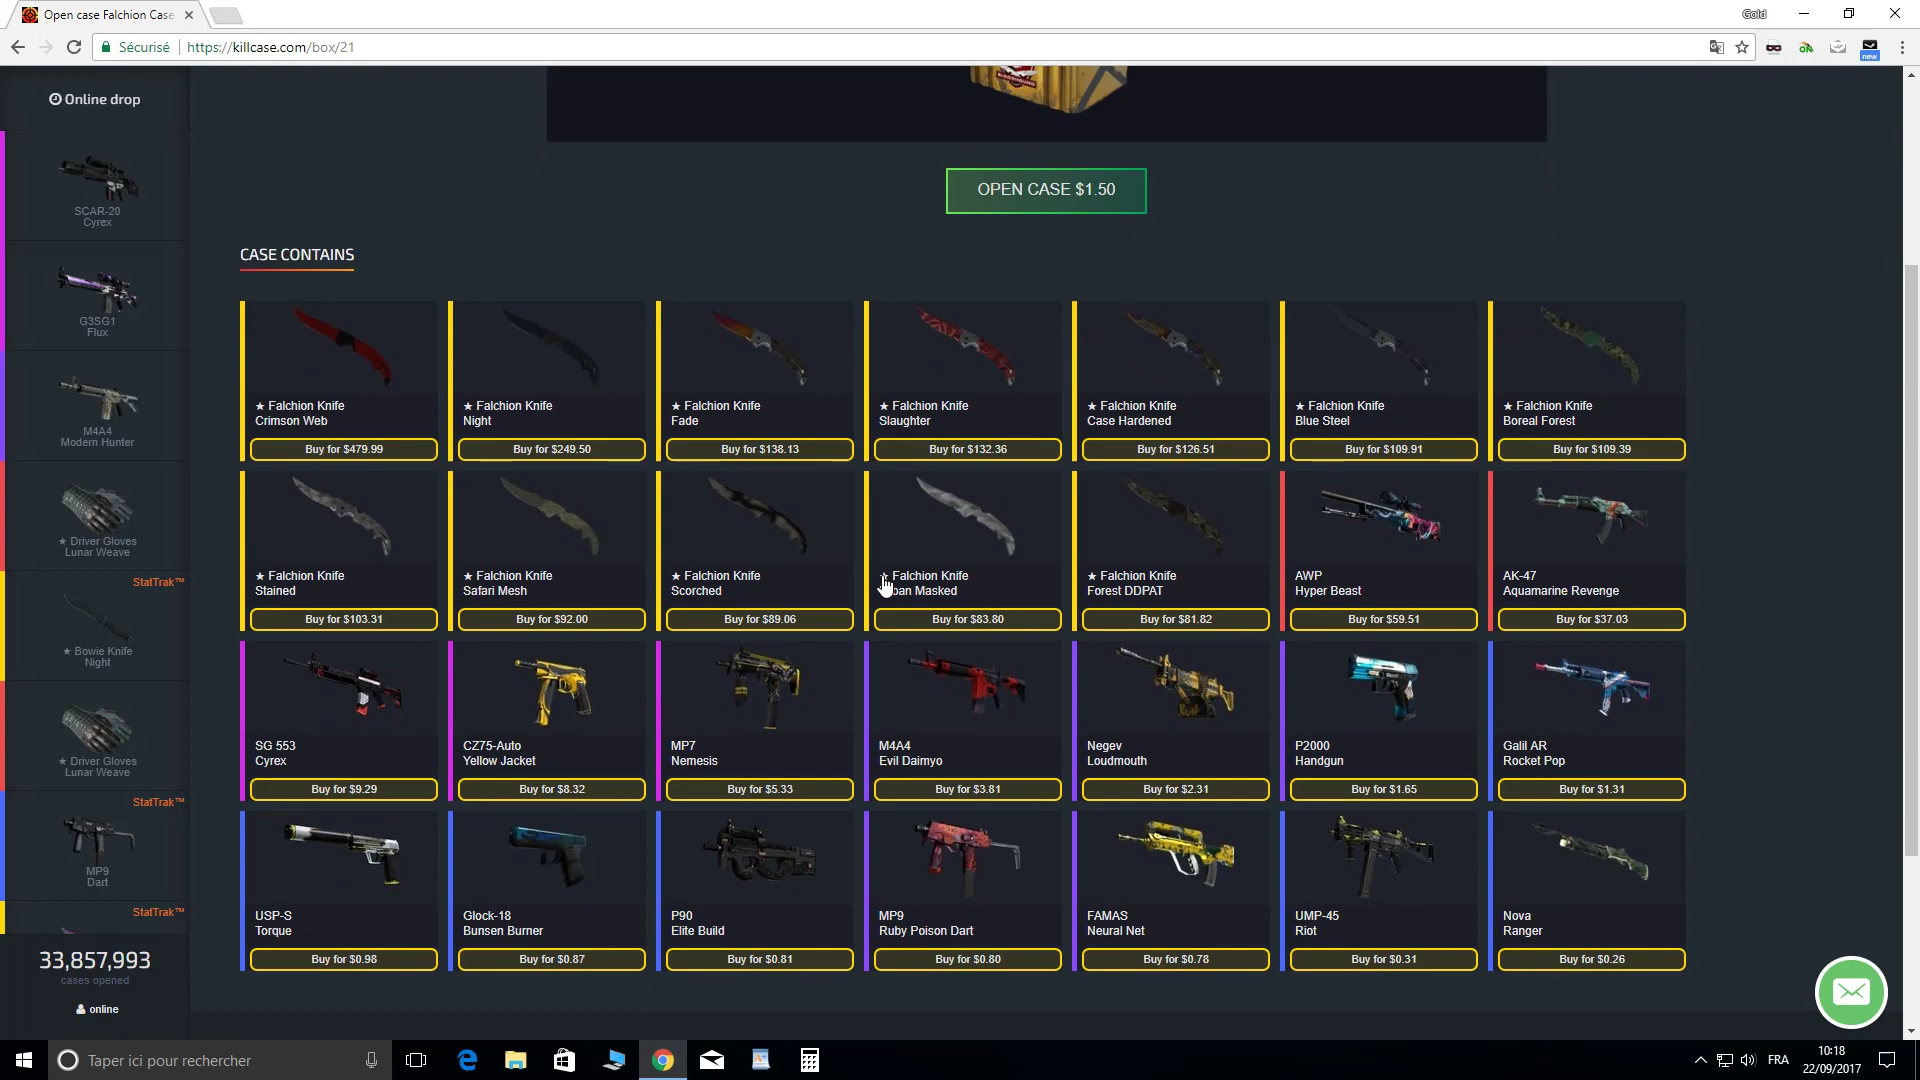 Open case Falchion Case
Gold
Sécurisé
https://killcase.com/box/21
new
Online drop
SCAR-20
Cyrex
G3SG1
Flux
M4A4
Modern Hunter
★ Driver Gloves
Lunar Weave
StatTrak™
★ Bowie Knife
Night
★ Driver Gloves
Lunar Weave
StatTrak™
MP9
Dart
StatTrak™
33,857,993
cases opened
online
OPEN CASE $1.50
CASE CONTAINS
★ Falchion Knife
Crimson Web
Buy for $479.99
★ Falchion Knife
Night
Buy for $249.50
★ Falchion Knife
Fade
Buy for $138.13
★ Falchion Knife
Slaughter
Buy for $132.36
★ Falchion Knife
Case Hardened
Buy for $126.51
★ Falchion Knife
Blue Steel
Buy for $109.91
★ Falchion Knife
Boreal Forest
Buy for $109.39
★ Falchion Knife
Stained
Buy for $103.31
★ Falchion Knife
Safari Mesh
Buy for $92.00
★ Falchion Knife
Scorched
Buy for $89.06
★ Falchion Knife
Masked
Buy for $83.80
★ Falchion Knife
Forest DDPAT
Buy for $81.82
AWP
Hyper Beast
Buy for $59.51
AK-47
Aquamarine Revenge
Buy for $37.03
SG 553
Cyrex
Buy for $9.29
CZ75-Auto
Yellow Jacket
Buy for $8.32
MP7
Nemesis
Buy for $5.33
M4A4
Evil Daimyo
Buy for $3.81
Negev
Loudmouth
Buy for $2.31
P2000
Handgun
Buy for $1.65
Galil AR
Rocket Pop
Buy for $1.31
USP-S
Torque
Buy for $0.98
Glock-18
Bunsen Burner
Buy for $0.87
P90
Elite Build
Buy for $0.81
MP9
Ruby Poison Dart
Buy for $0.80
FAMAS
Neural Net
Buy for $0.78
UMP-45
Riot
Buy for $0.31
Nova
Ranger
Buy for $0.26
Taper ici pour rechercher
FRA
10:18
22/09/2017